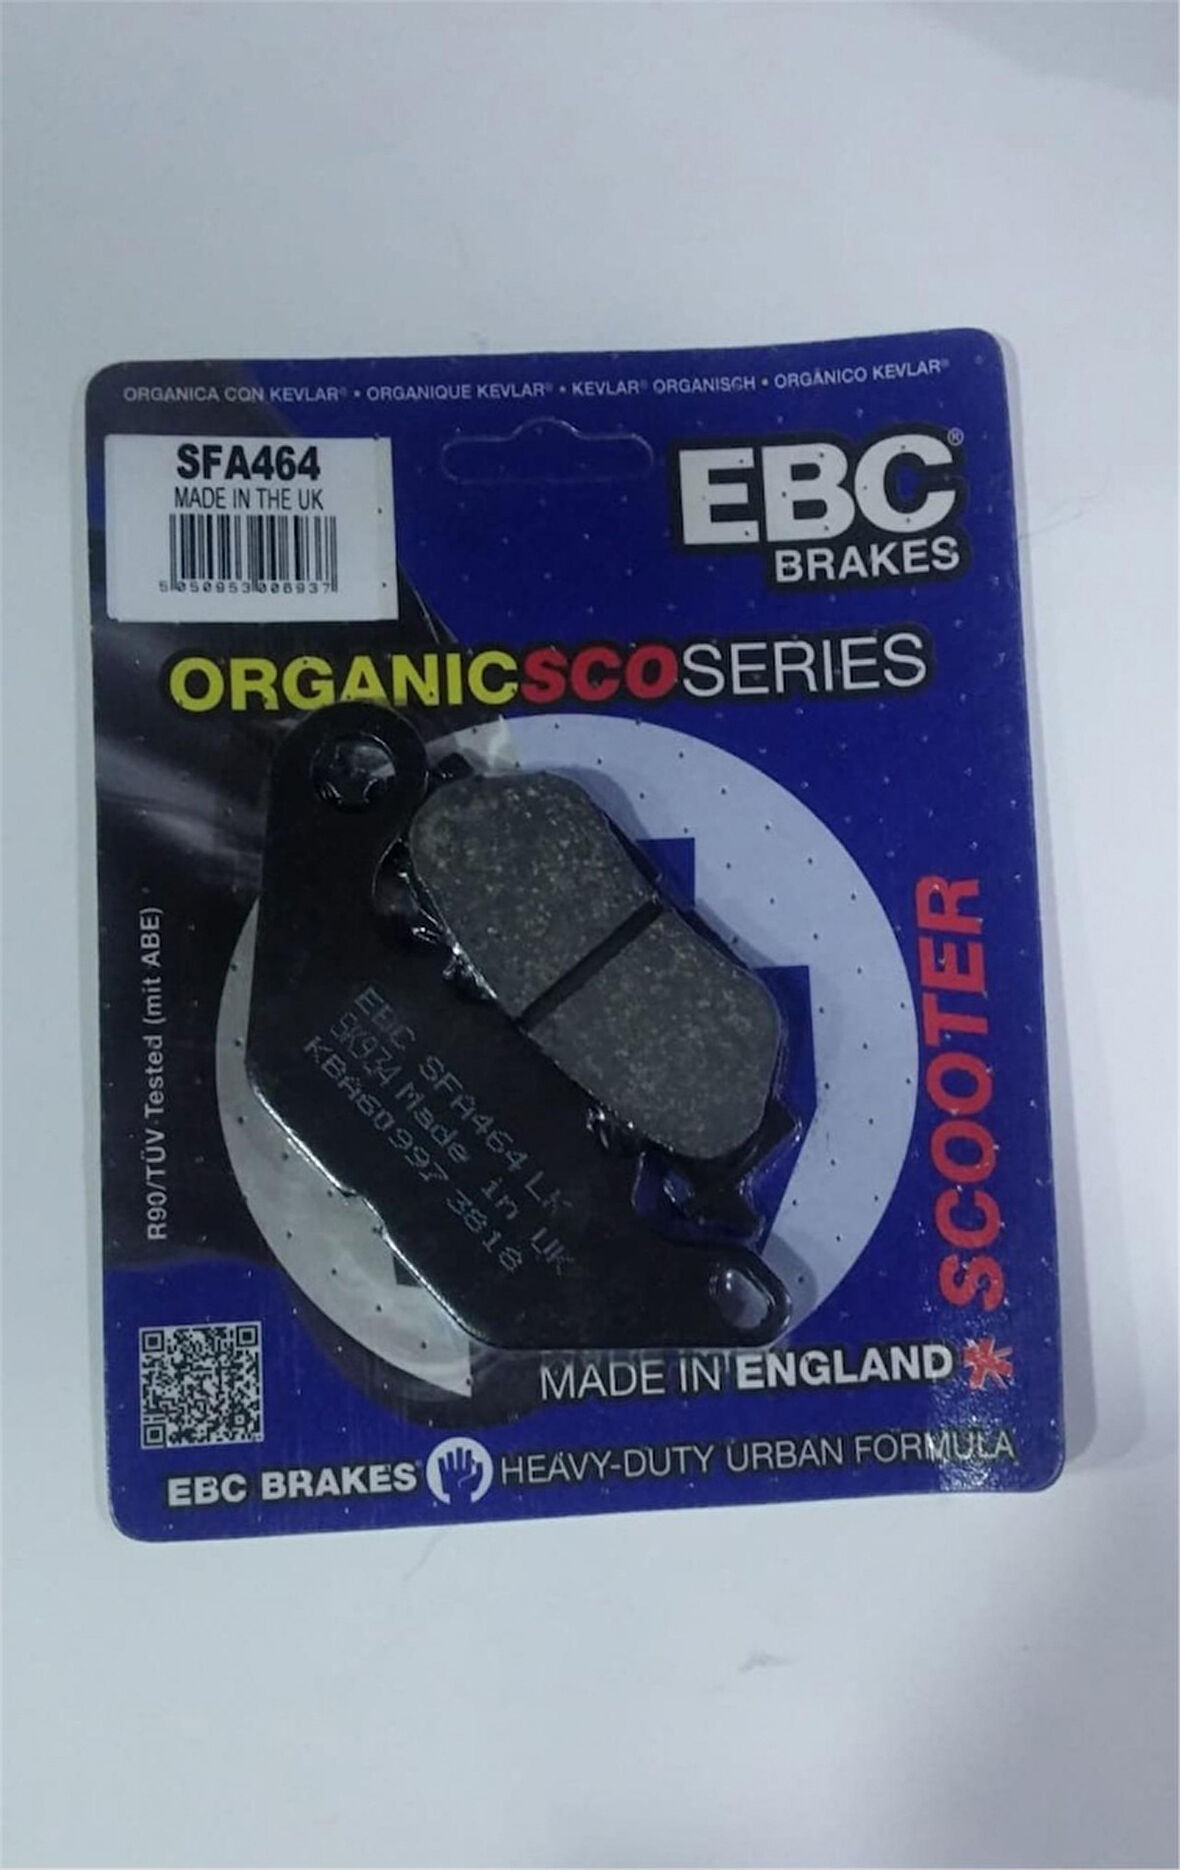 ORGANICA CON KEVLAR® • ORGANIQUE KEVLAR® • KEVLAR® ORGANISCH • ORGÂNICO KEVLAR®
SFA464
MADE IN THE UK
5 050953 006937
EBC®
BRAKES
ORGANICSCOSERIES
R90/TÜV Tested (mit ABE)
SCOOTER
EBC SFA464 LK
SK934 Made in UK
KBA60997 3818
MADE IN ENGLAND
EBC BRAKES HEAVY-DUTY URBAN FORMULA